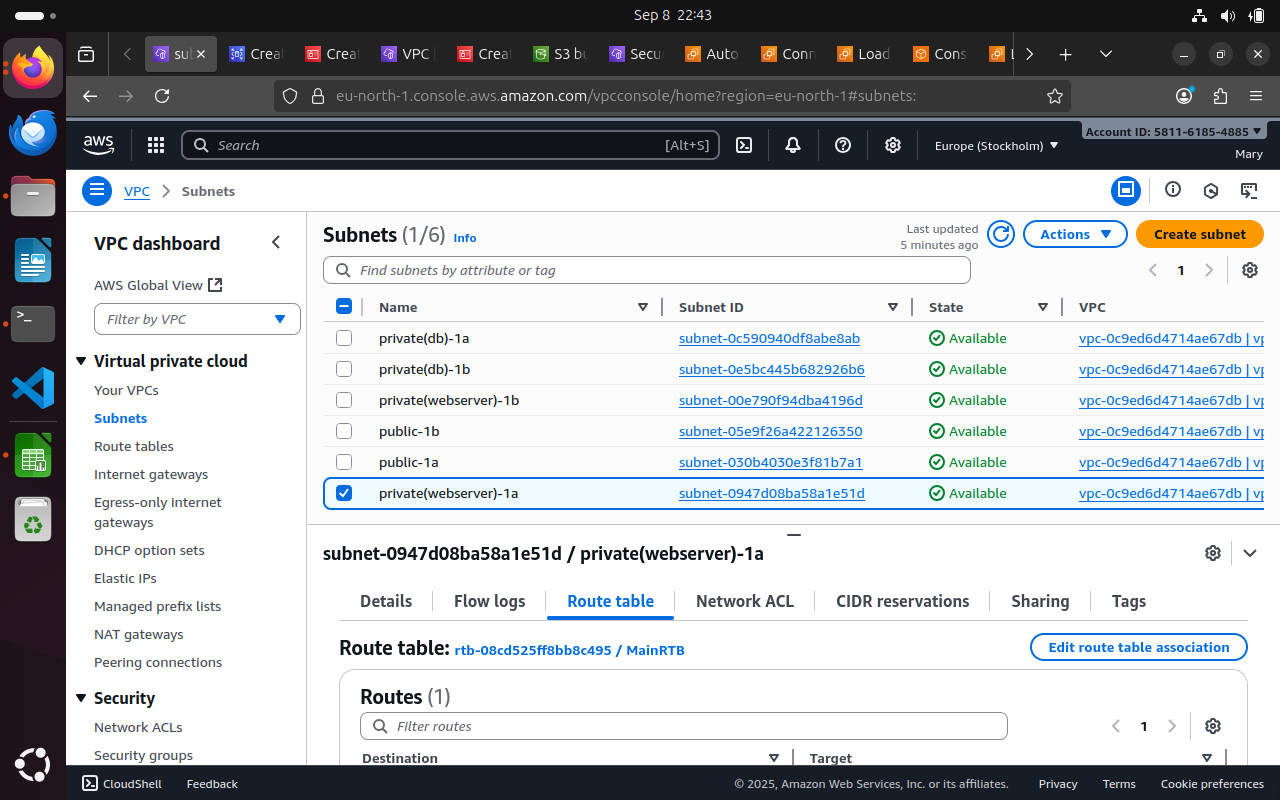 Sep 8 22:43
sub
Crea
Crea
VPC
Crea
S3 bu
Secu
Auto
Conn
Load
Cons
eu-north-1.console.aws.amazon.com/vpcconsole/home?region=eu-north-1#subnets:
aws
Search
[Alt+S]
Europe (Stockholm)
Account ID: 5811-6185-4885
Mary
VPC
Subnets
VPC dashboard
AWS Global View
Filter by VPC
Virtual private cloud
Your VPCs
Subnets
Route tables
Internet gateways
Egress-only internet
gateways
DHCP option sets
Elastic IPs
Managed prefix lists
NAT gateways
Peering connections
Security
Network ACLs
Security groups
Subnets (1/6) Info
Last updated
5 minutes ago
Actions
Create subnet
Find subnets by attribute or tag
1
Name Subnet ID State VPC
private(db)-1a subnet-0c590940df8abe8ab Available vpc-0c9ed6d4714ae67db | vp
private(db)-1b subnet-0e5bc445b682926b6 Available vpc-0c9ed6d4714ae67db | vp
private(webserver)-1b subnet-00e790f94dba4196d Available vpc-0c9ed6d4714ae67db | vp
public-1b subnet-05e9f26a422126350 Available vpc-0c9ed6d4714ae67db | vp
public-1a subnet-030b4030e3f81b7a1 Available vpc-0c9ed6d4714ae67db | vp
private(webserver)-1a subnet-0947d08ba58a1e51d Available vpc-0c9ed6d4714ae67db | vp
subnet-0947d08ba58a1e51d / private(webserver)-1a
Details
Flow logs
Route table
Network ACL
CIDR reservations
Sharing
Tags
Route table: rtb-08cd525ff8bb8c495 / MainRTB
Edit route table association
Routes (1)
Filter routes
1
Destination Target
CloudShell
Feedback
© 2025, Amazon Web Services, Inc. or its affiliates.
Privacy
Terms
Cookie preferences